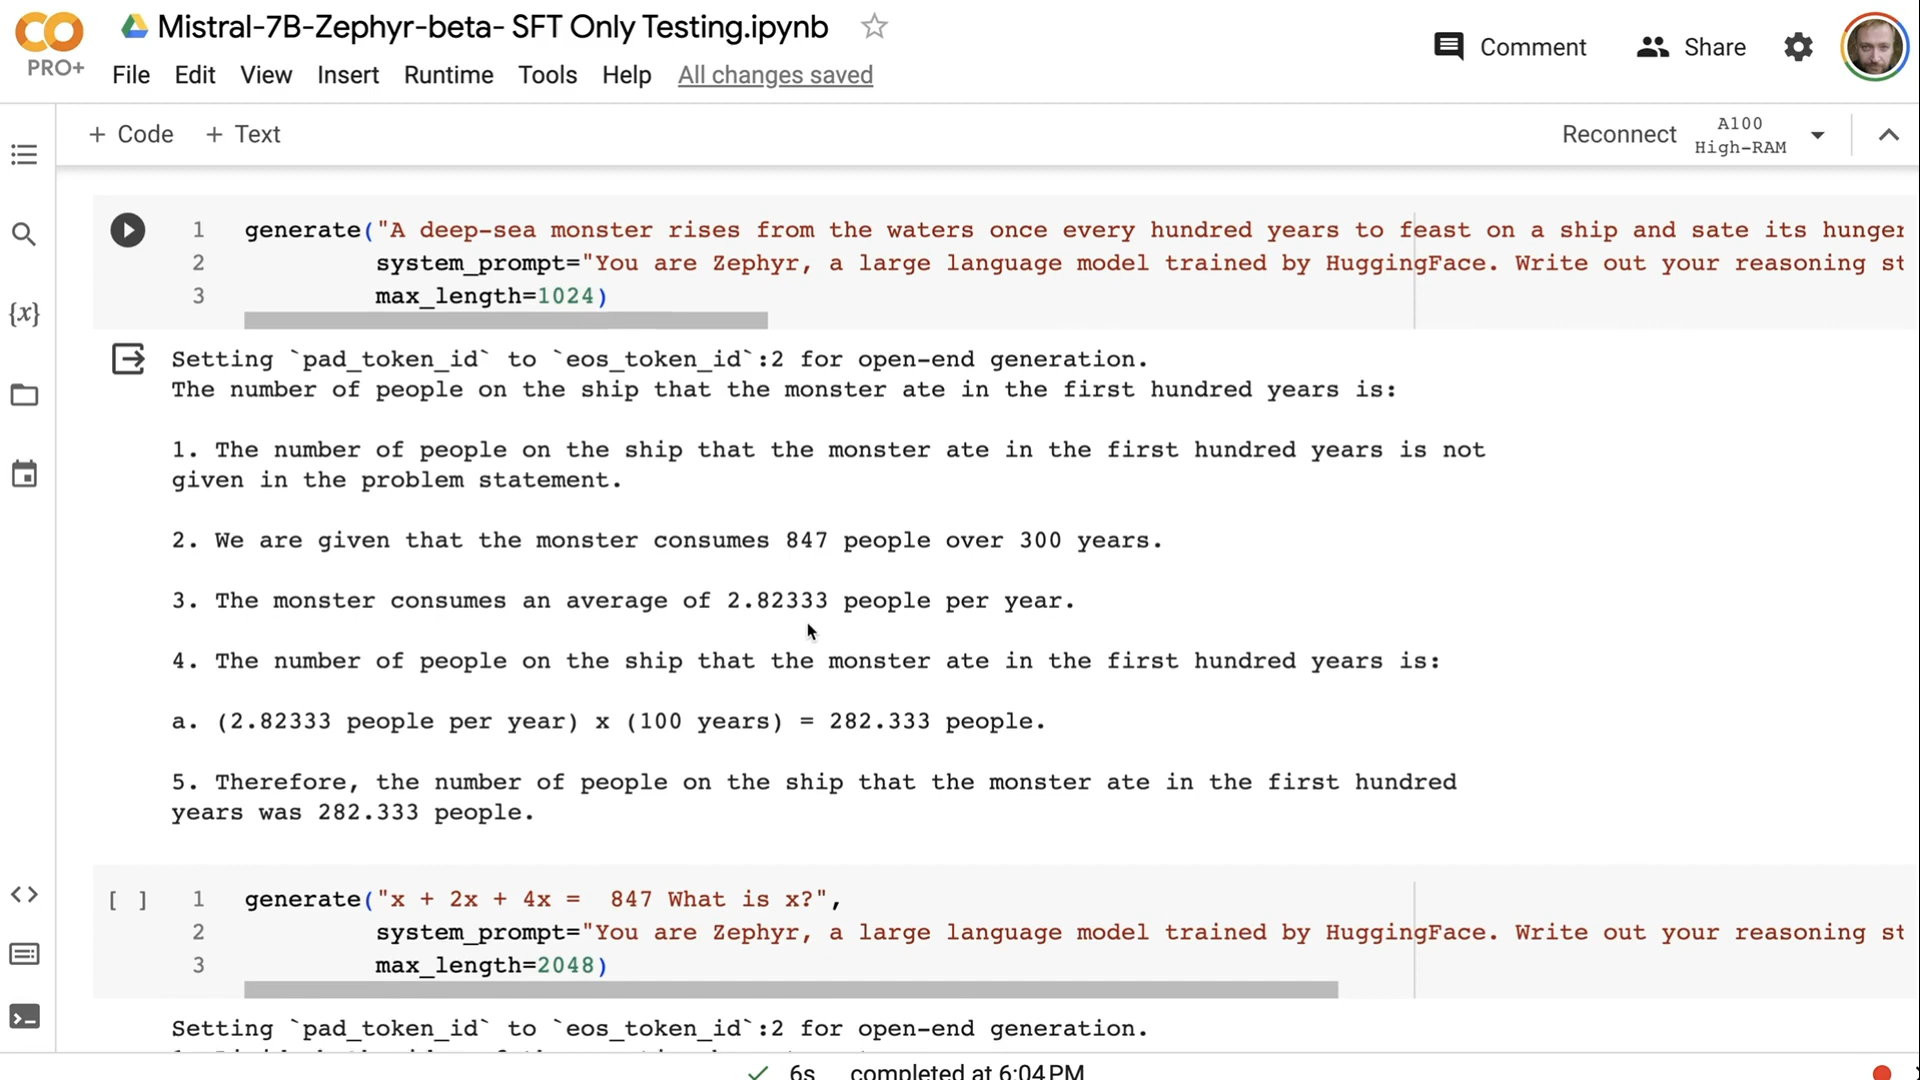 Mistral-7B-Zephyr-beta- SFT Only Testing.ipynb
PRO+
File Edit View Insert Runtime Tools Help All changes saved
Comment Share
+ Code + Text
Reconnect A100 High-RAM
{x}
1 generate("A deep-sea monster rises from the waters once every hundred years to feast on a ship and sate its hunger
2 system_prompt="You are Zephyr, a large language model trained by HuggingFace. Write out your reasoning st
3 max_length=1024)
Setting `pad_token_id` to `eos_token_id`:2 for open-end generation.
The number of people on the ship that the monster ate in the first hundred years is:
1. The number of people on the ship that the monster ate in the first hundred years is not
given in the problem statement.
2. We are given that the monster consumes 847 people over 300 years.
3. The monster consumes an average of 2.82333 people per year.
4. The number of people on the ship that the monster ate in the first hundred years is:
a. (2.82333 people per year) x (100 years) = 282.333 people.
5. Therefore, the number of people on the ship that the monster ate in the first hundred
years was 282.333 people.
[ ] 1 generate("x + 2x + 4x =  847 What is x?",
2 system_prompt="You are Zephyr, a large language model trained by HuggingFace. Write out your reasoning st
3 max_length=2048)
Setting `pad_token_id` to `eos_token_id`:2 for open-end generation.
6s completed at 6:04 PM